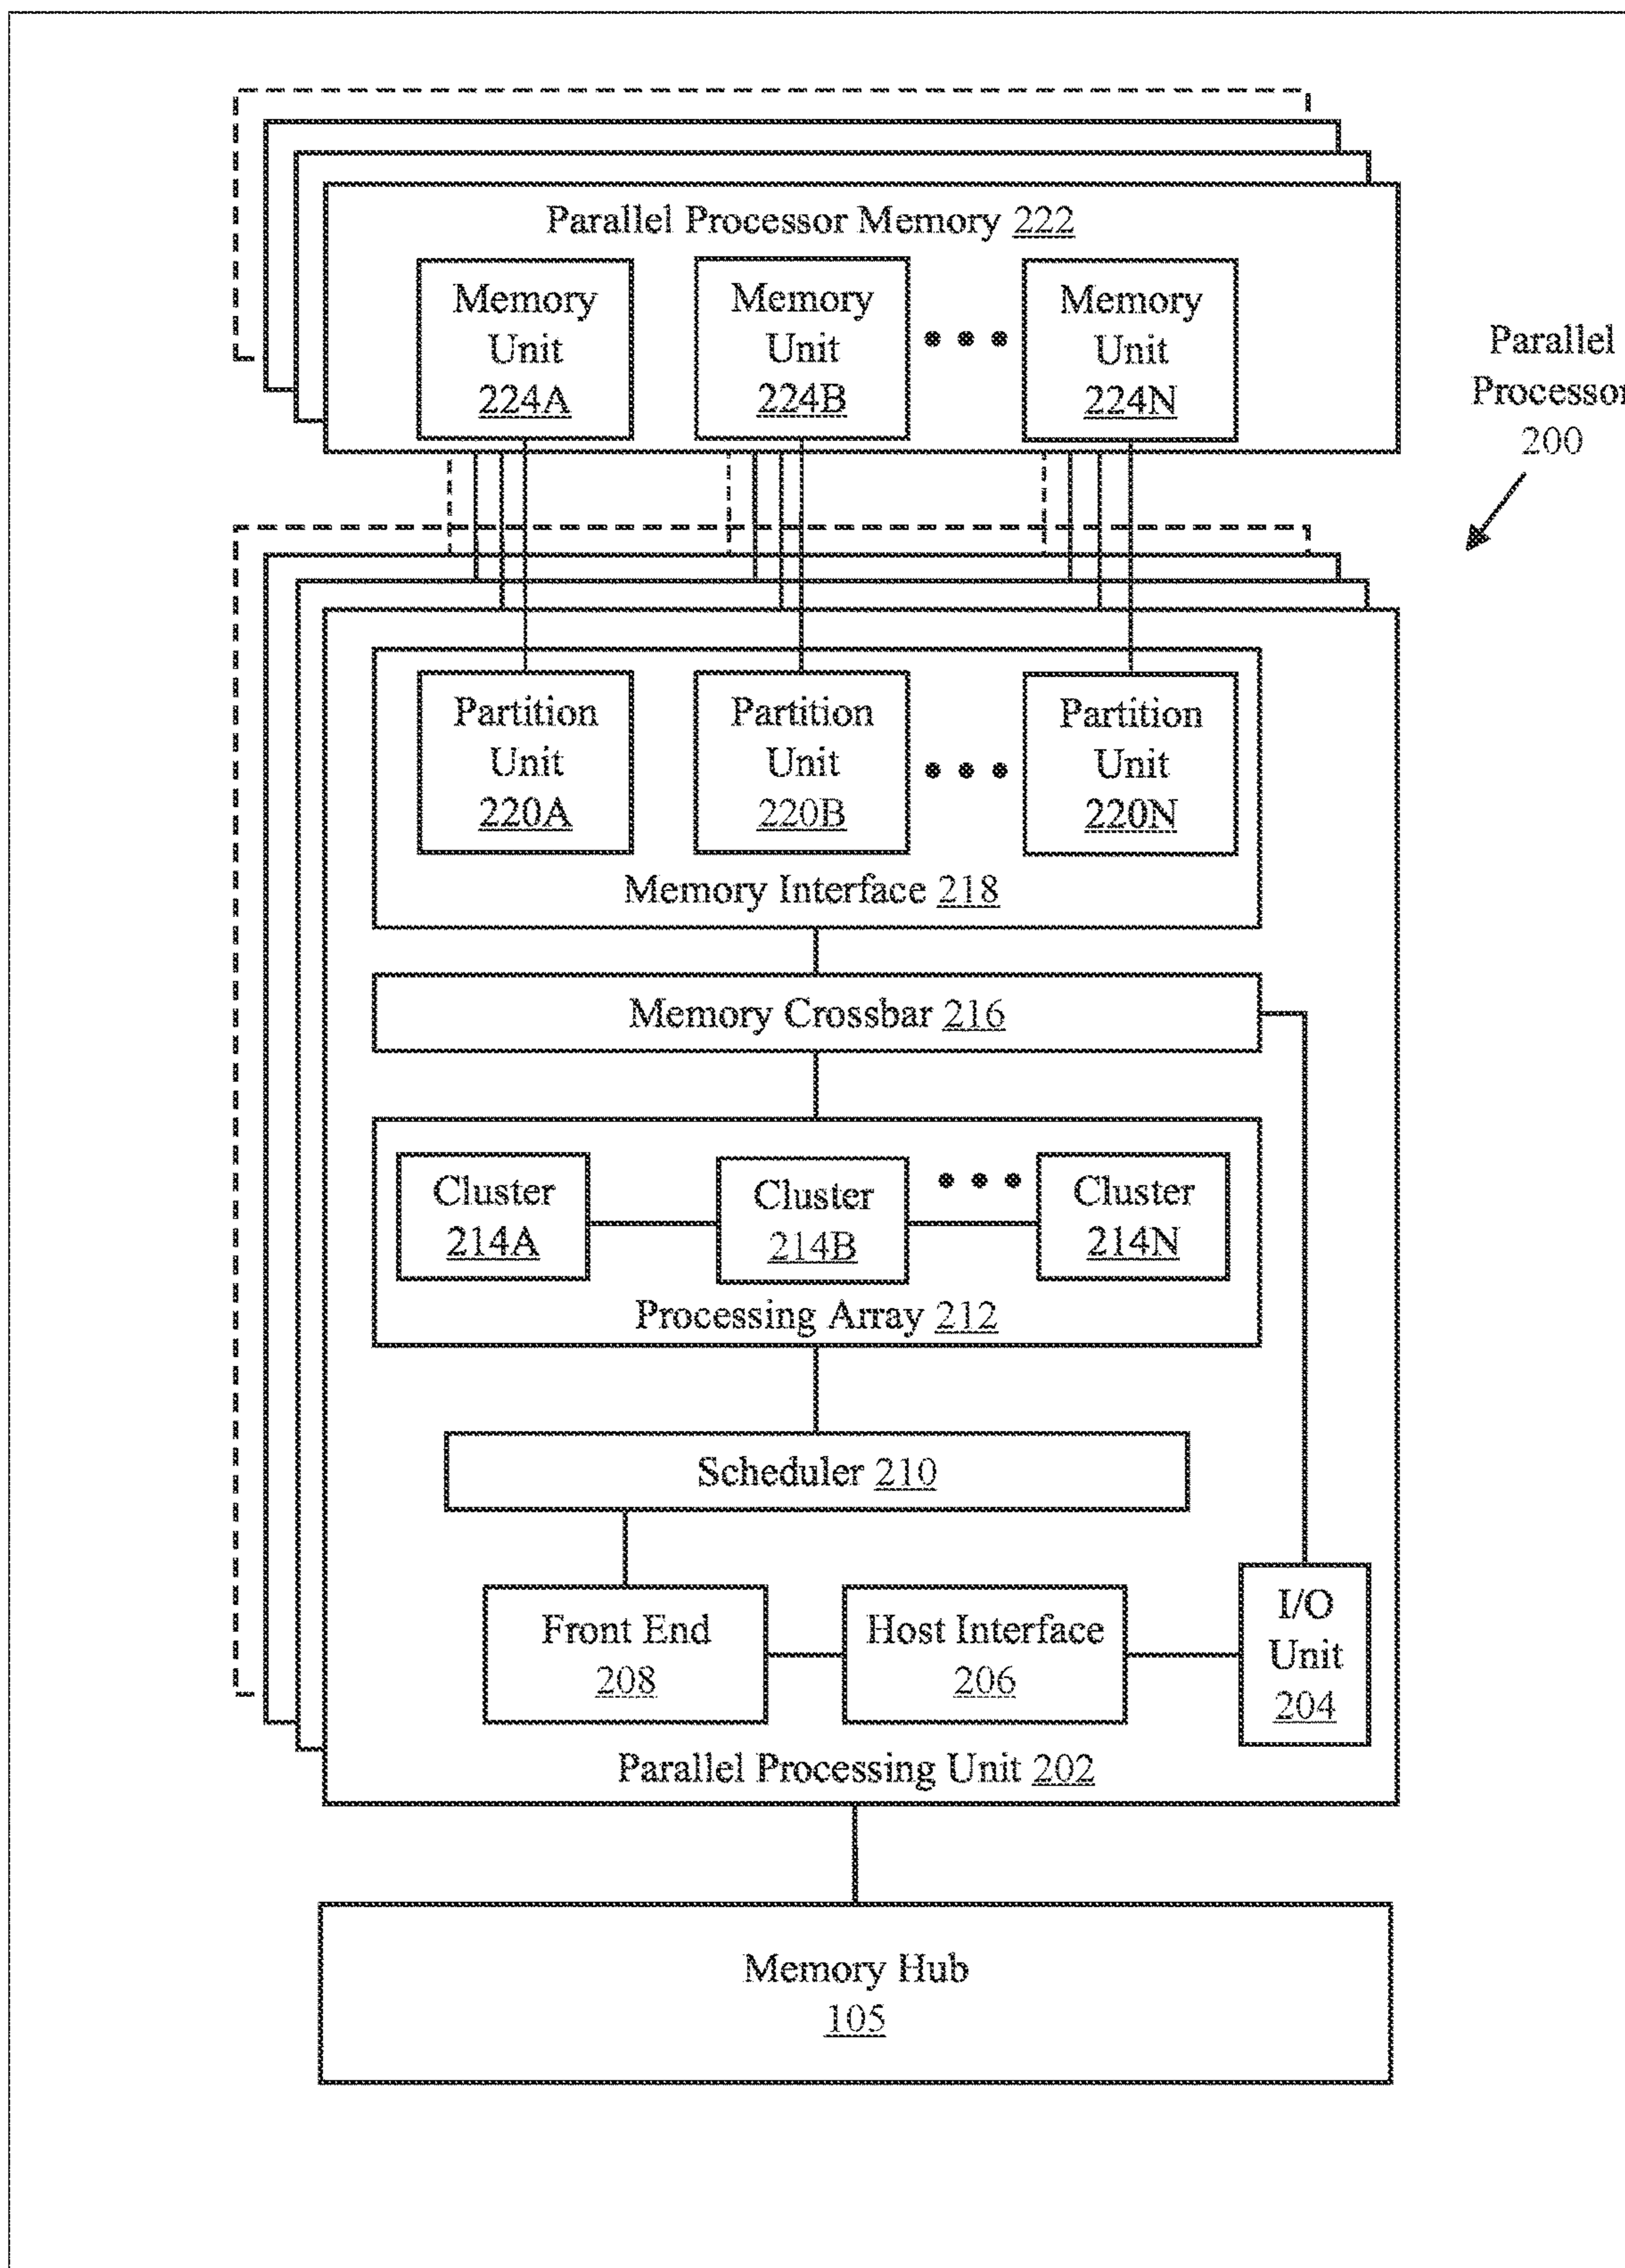 Parallel Processor Memory 222
Memory
Unit
224A
Memory
Unit
224B
Memory
Unit
224N
Parallel
Processor
200
Partition
Unit
220A
Partition
Unit
220B
Partition
Unit
220N
Memory Interface 218
Memory Crossbar 216
Cluster
214A
Cluster
214B
Cluster
214N
Processing Array 212
Scheduler 210
Front End
208
Host Interface
206
I/O
Unit
204
Parallel Processing Unit 202
Memory Hub
105